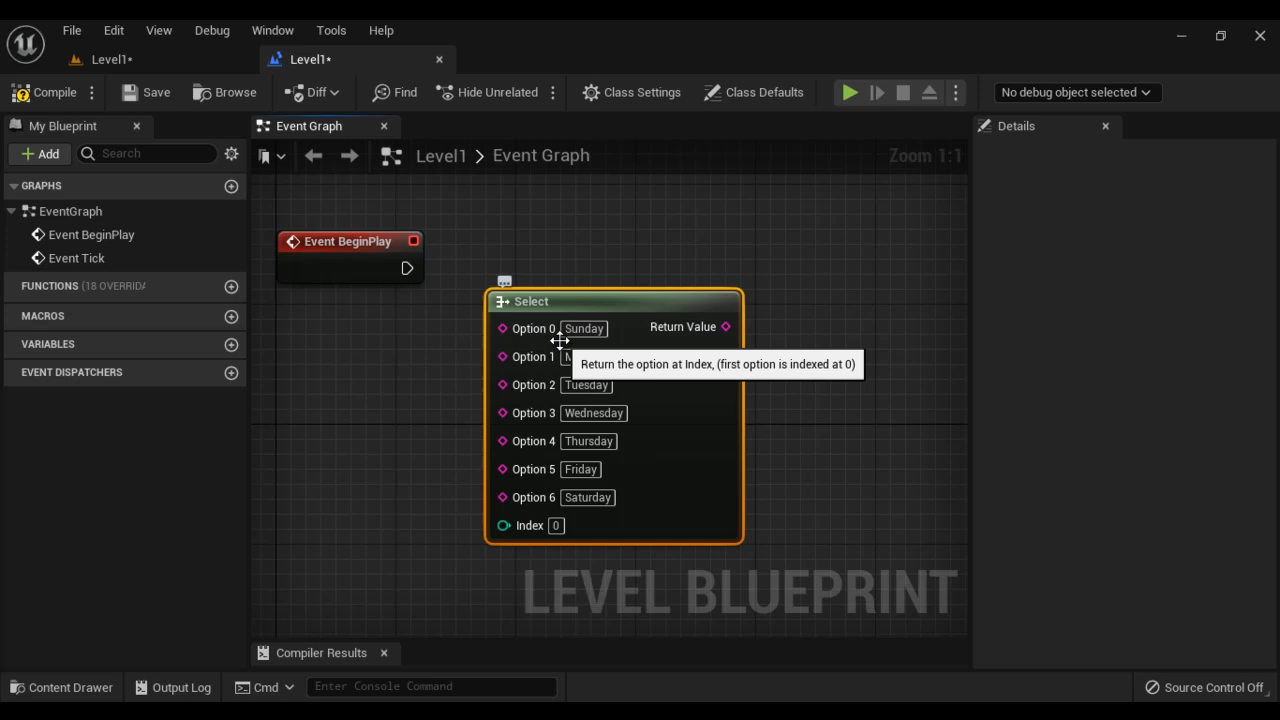 File Edit View Debug Window Tools Help
Level1* Level1*
Compile Save Browse Diff Find Hide Unrelated Class Settings Class Defaults No debug object selected
My Blueprint Event Graph Details
+ Add Search Level1 > Event Graph Zoom 1:1
GRAPHS
EventGraph
Event BeginPlay
Event Tick
FUNCTIONS (18 OVERRIDA
MACROS
VARIABLES
EVENT DISPATCHERS
Event BeginPlay
Select
Option 0 Sunday Return Value
Option 1 M
Return the option at Index, (first option is indexed at 0)
Option 2 Tuesday
Option 3 Wednesday
Option 4 Thursday
Option 5 Friday
Option 6 Saturday
Index 0
LEVEL BLUEPRINT
Compiler Results
Content Drawer Output Log Cmd Enter Console Command Source Control Off